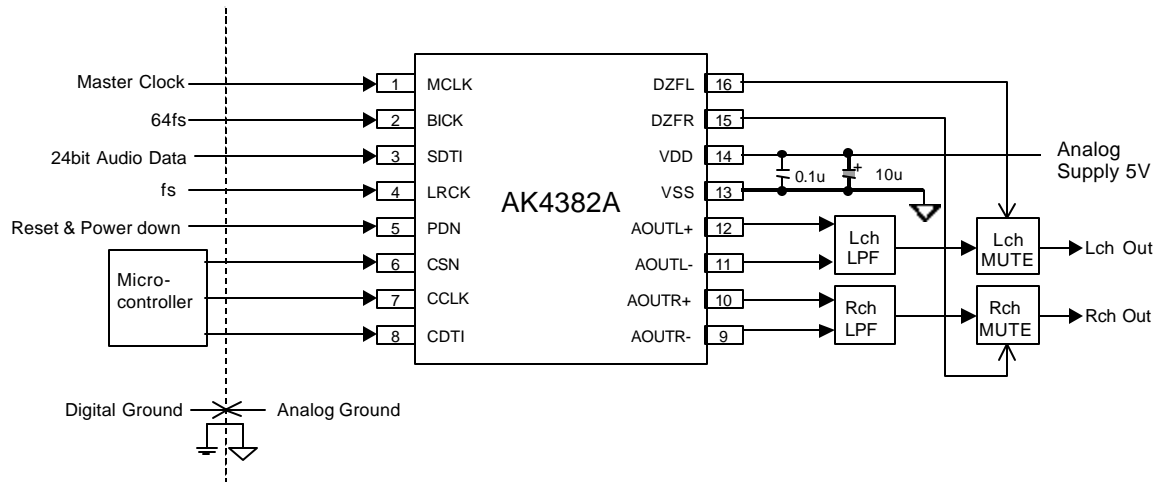 Master Clock 1 MCLK DZFL 16
64fs 2 BICK DZFR 15
24bit Audio Data 3 SDTI VDD 14 Analog
Supply 5V
+
0.1u 10u
fs 4 LRCK VSS 13
AK4382A
Reset & Power down 5 PDN AOUTL+ 12
Lch
LPF
Lch
MUTE
Lch Out
Micro-
controller
6 CSN AOUTL- 11
7 CCLK AOUTR+ 10
Rch
LPF
Rch
MUTE
Rch Out
8 CDTI AOUTR- 9
Digital Ground Analog Ground